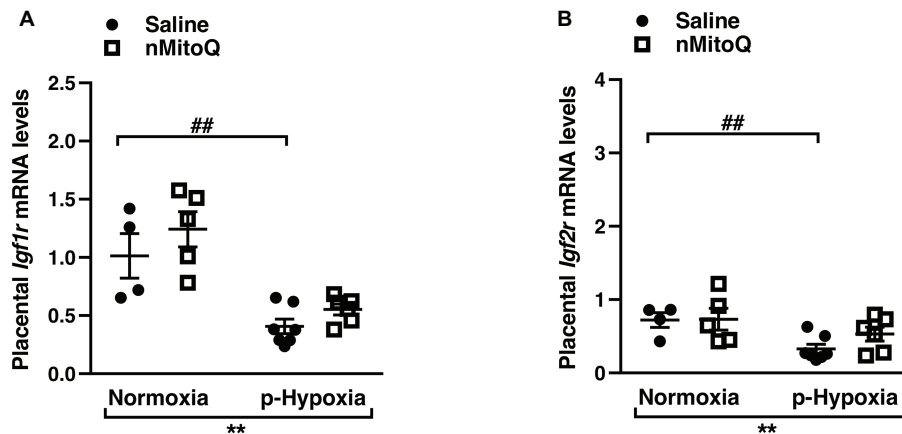 A
Saline
nMitoQ
Placental Igf1r mRNA levels
2.5
2.0
1.5
1.0
0.5
0.0
##
Normoxia p-Hypoxia
**
B
Saline
nMitoQ
Placental Igf2r mRNA levels
4
3
2
1
0
##
Normoxia p-Hypoxia
**